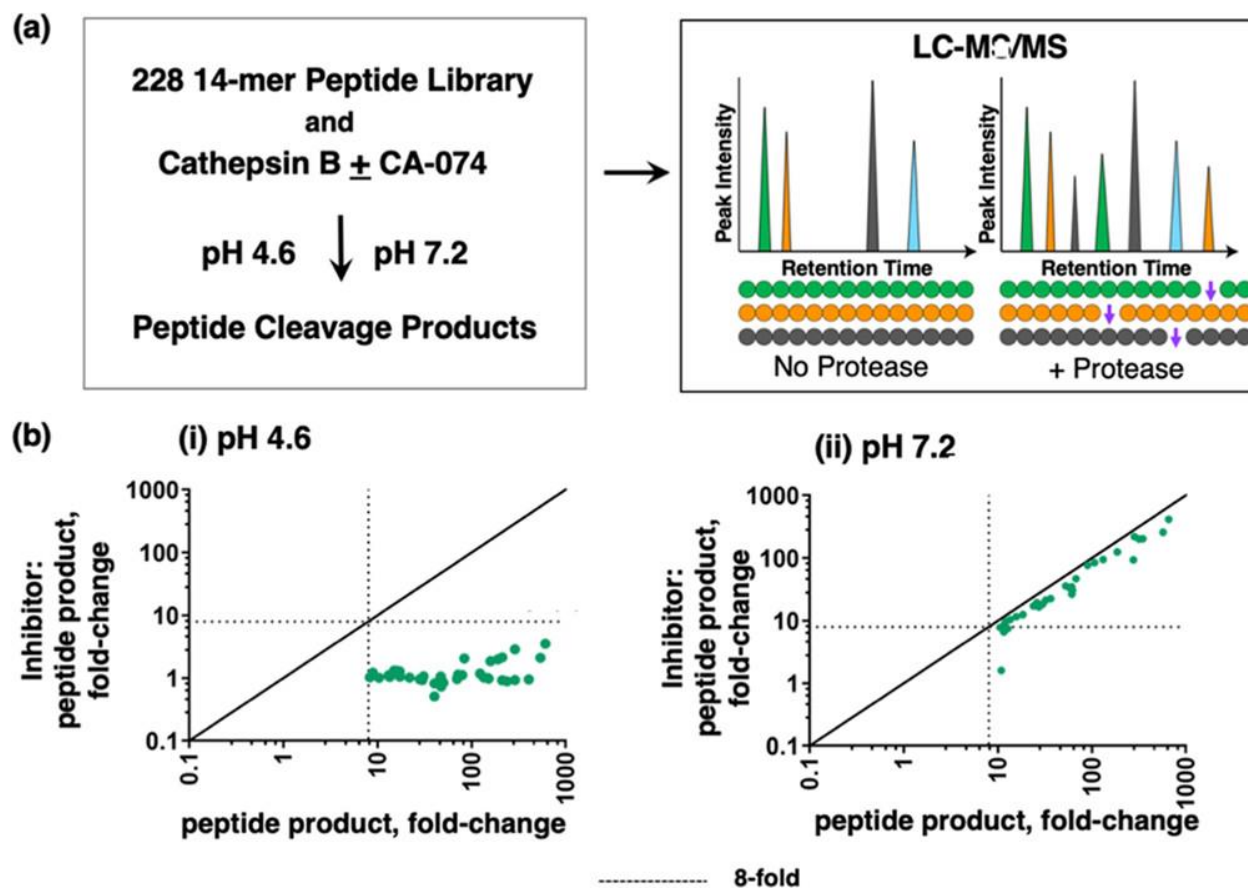 (a)
228 14-mer Peptide Library
and
Cathepsin B ± CA-074
pH 4.6
pH 7.2
Peptide Cleavage Products
LC-MS/MS
Peak Intensity
Retention Time
No Protease
Peak Intensity
Retention Time
+ Protease
(b)
(i) pH 4.6
Inhibitor:
peptide product,
fold-change
1000
100
10
1
0.1
0.1
1
10
100
1000
peptide product, fold-change
(ii) pH 7.2
Inhibitor:
peptide product,
fold-change
1000
100
10
1
0.1
0.1
1
10
100
1000
peptide product, fold-change
8-fold